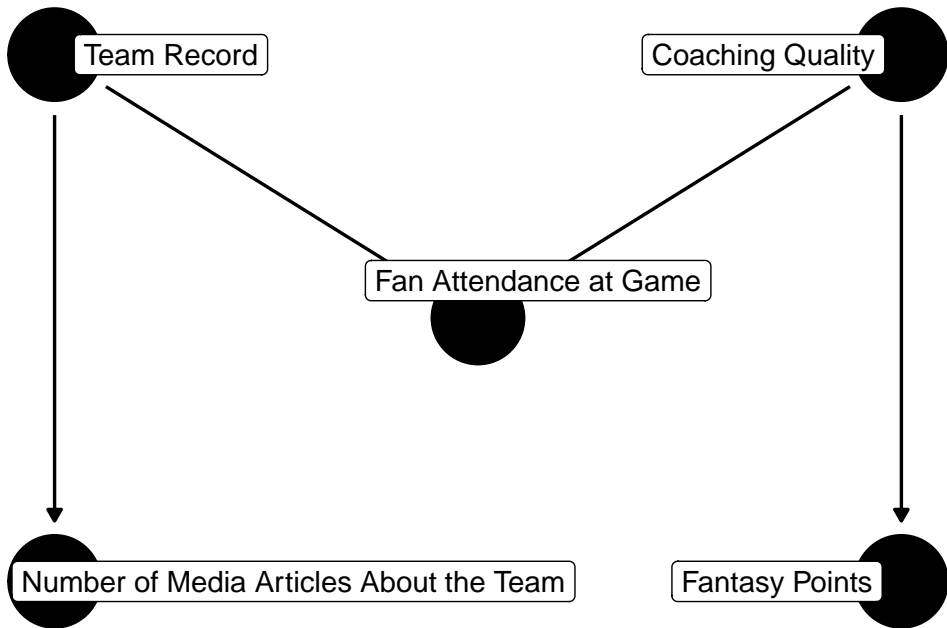 Team Record
Coaching Quality
Fan Attendance at Game
Number of Media Articles About the Team
Fantasy Points